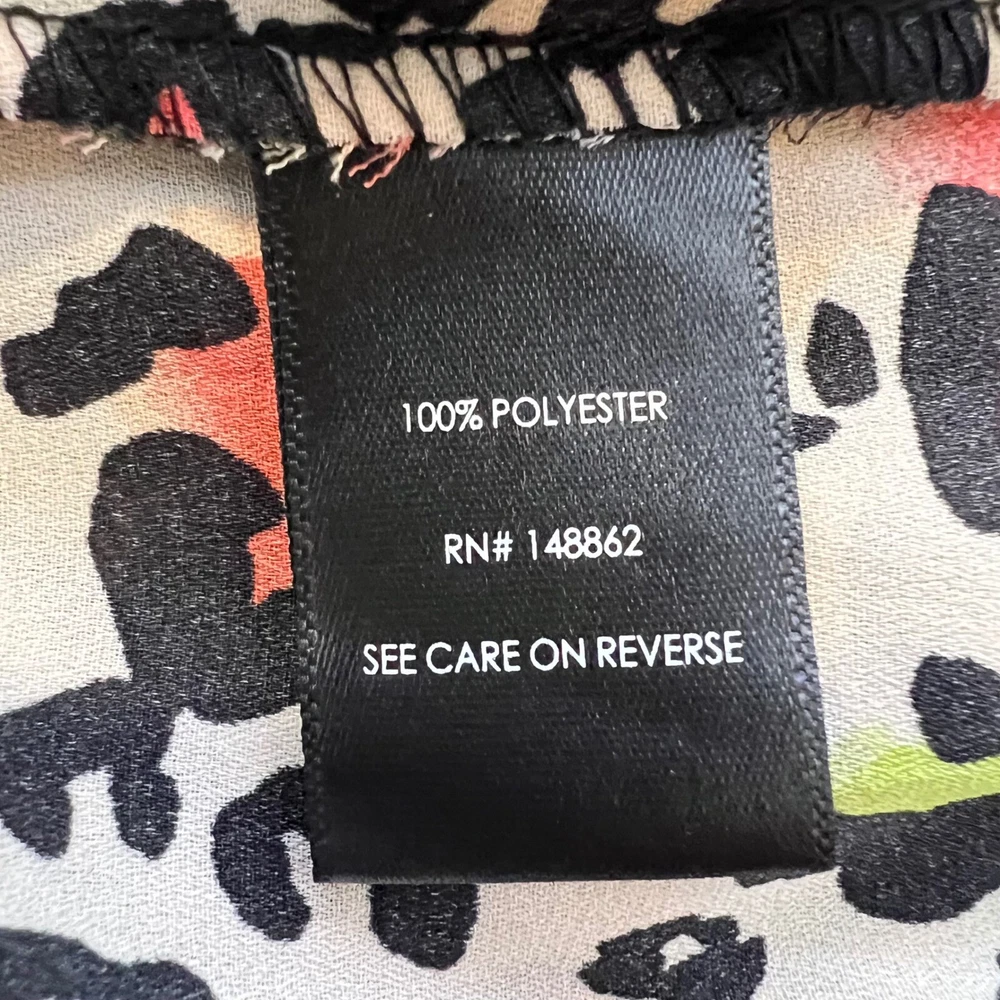 100% POLYESTER
RN# 148862
SEE CARE ON REVERSE